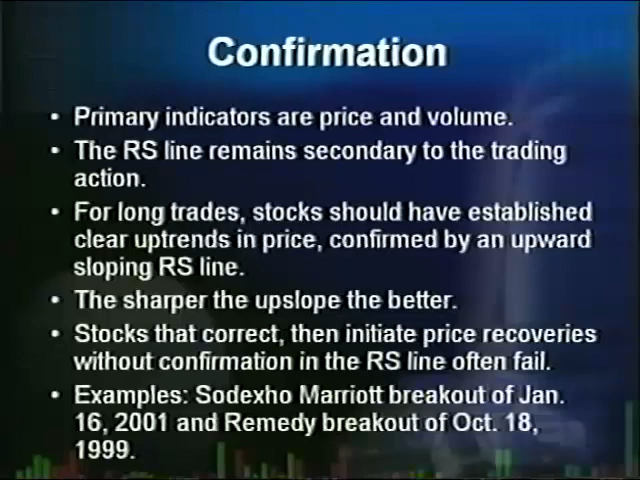 Confirmation
• Primary indicators are price and volume.
• The RS line remains secondary to the trading
action.
• For long trades, stocks should have established
clear uptrends in price, confirmed by an upward
sloping RS line.
• The sharper the upslope the better.
• Stocks that correct, then initiate price recoveries
without confirmation in the RS line often fail.
• Examples: Sodexho Marriott breakout of Jan.
16, 2001 and Remedy breakout of Oct. 18,
1999.